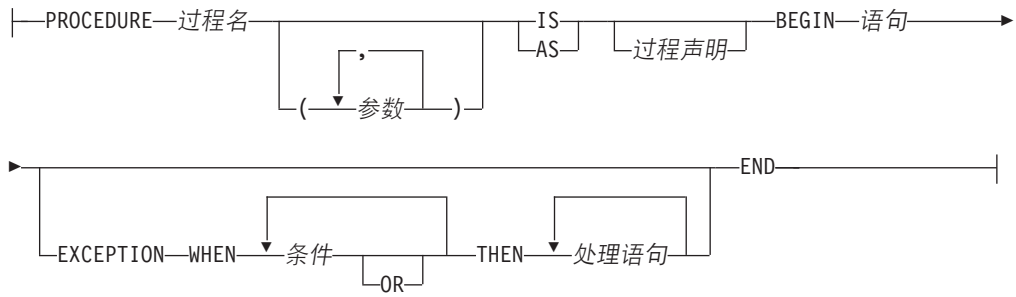 PROCEDURE 过程名 IS BEGIN 语句
AS 过程声明
,
( 参数 )
END
EXCEPTION WHEN 条件 THEN 处理语句
OR